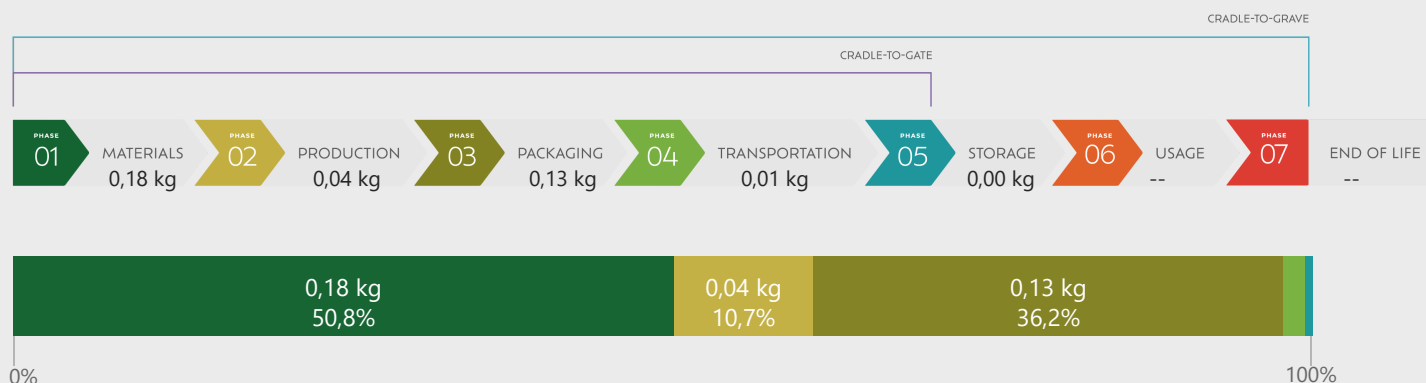 CRADLE-TO-GRAVE
CRADLE-TO-GATE
PHASE
01
MATERIALS
0,18 kg
PHASE
02
PRODUCTION
0,04 kg
PHASE
03
PACKAGING
0,13 kg
PHASE
04
TRANSPORTATION
0,01 kg
PHASE
05
STORAGE
0,00 kg
PHASE
06
USAGE
--
PHASE
07
END OF LIFE
--
0,18 kg
50,8%
0,04 kg
10,7%
0,13 kg
36,2%
0%
100%